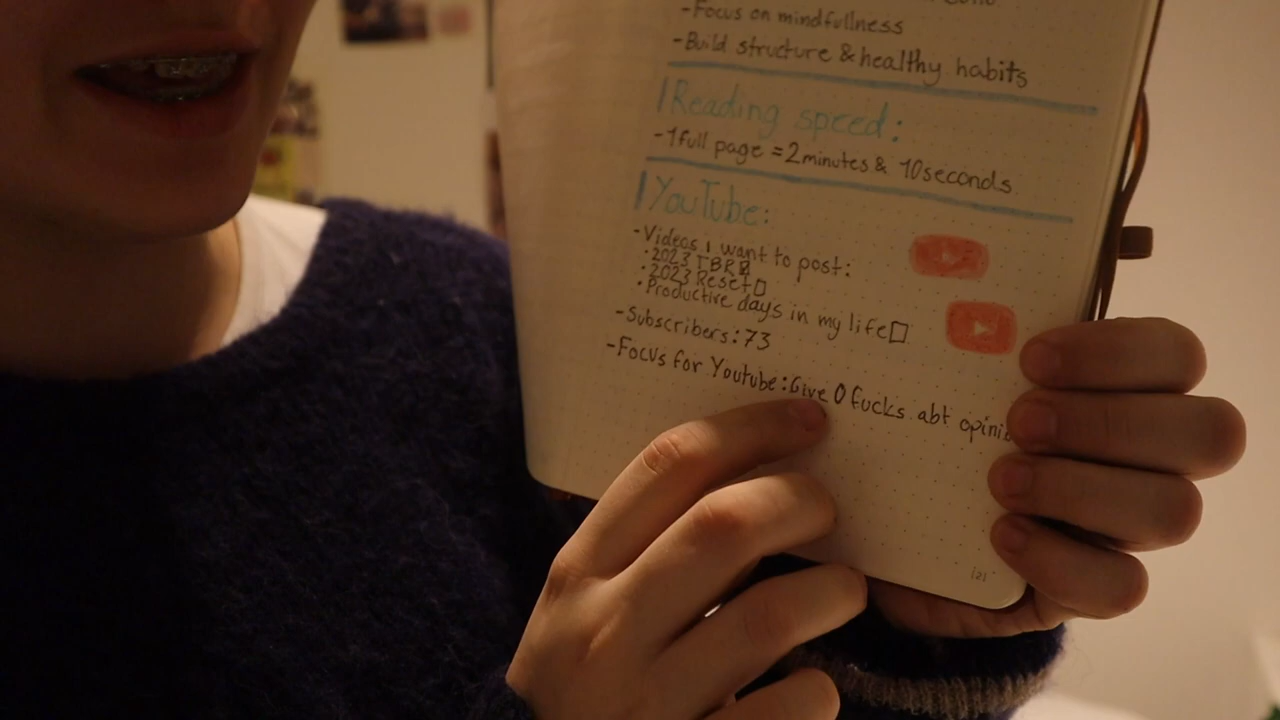 -Focus on mindfullness
-Build structure & healthy habits
Reading speed:
-1 full page =2 minutes & 10 seconds
YouTube:
-Videos i want to post:
·2023 TBR
·2023 Reset
·Productive days in my life
-Subscribers: 73
-Focus for Youtube: Give 0 fucks abt
121